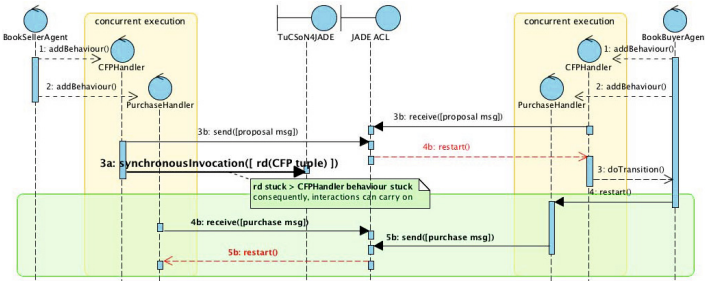 concurrent execution
concurrent execution
BookSellerAgent
TuCSoN4JADE
JADE ACL
BookBuyerAgen
1: addBehaviour()
CFPHandler
CFPHandler
1: addBehaviour()
2: addBehaviour()
PurchaseHandler
PurchaseHandler
2: addBehaviour()
3b: receive([proposal msg])
3b: send([proposal msg])
4b: restart()
3a: synchronousInvocation([ rd(CFP tuple) ])
3: doTransition()
rd stuck > CFPHandler behaviour stuck
consequently, interactions can carry on
4: restart()
4b: receive([purchase msg])
5b: send([purchase msg])
5b: restart()